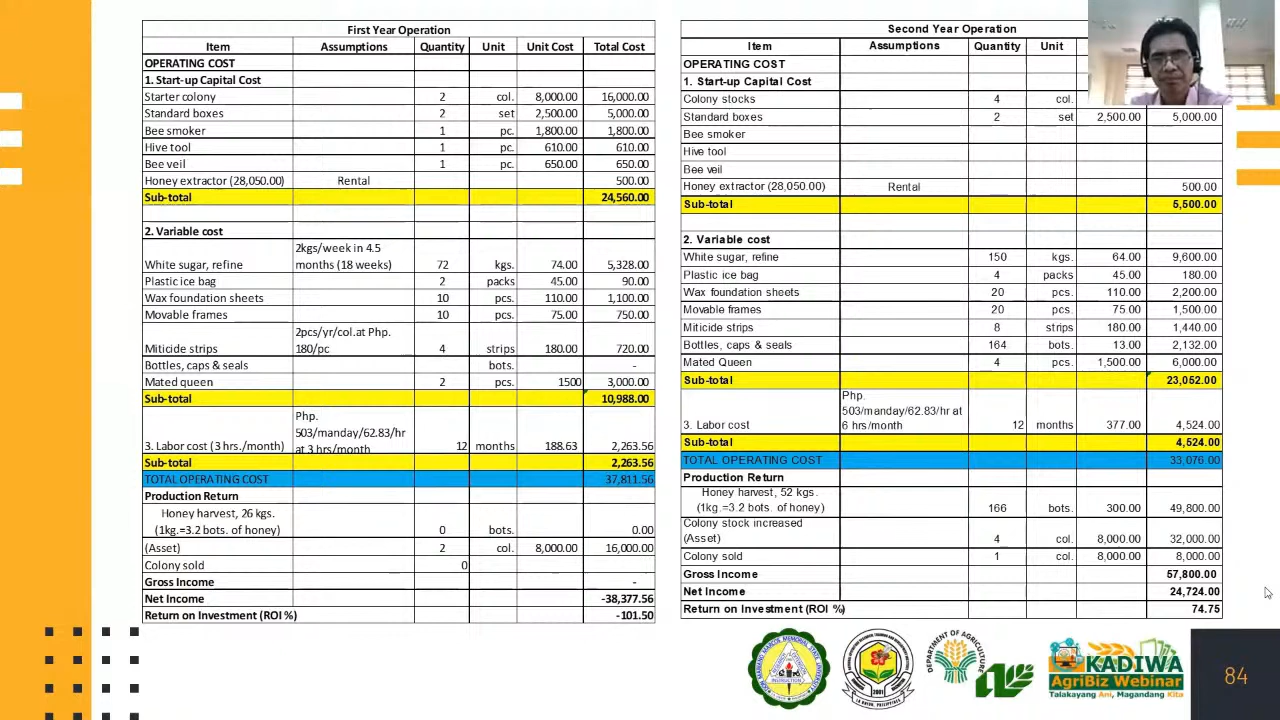 First Year Operation
Item Assumptions Quantity Unit Unit Cost Total Cost
OPERATING COST
1. Start-up Capital Cost
Starter colony 2 col. 8,000.00 16,000.00
Standard boxes 2 set 2,500.00 5,000.00
Bee smoker 1 pc. 1,800.00 1,800.00
Hive tool 1 pc. 610.00 610.00
Bee veil 1 pc. 650.00 650.00
Honey extractor (28,050.00) Rental 500.00
Sub-total 24,560.00
2. Variable cost
2kgs/week in 4.5
White sugar, refine months (18 weeks) 72 kgs. 74.00 5,328.00
Plastic ice bag 2 packs 45.00 90.00
Wax foundation sheets 10 pcs. 110.00 1,100.00
Movable frames 10 pcs. 75.00 750.00
2pcs/yr/col.at Php.
Miticide strips 180/pc 4 strips 180.00 720.00
Bottles, caps & seals bots. -
Mated queen 2 pcs. 1500 3,000.00
Sub-total 10,988.00
Php.
503/manday/62.83/hr
3. Labor cost (3 hrs./month) at 3 hrs/month 12 months 188.63 2,263.56
Sub-total 2,263.56
TOTAL OPERATING COST 37,811.56
Production Return
Honey harvest, 26 kgs.
(1kg.=3.2 bots. of honey) 0 bots. 0.00
(Asset) 2 col. 8,000.00 16,000.00
Colony sold 0
Gross Income -
Net Income -38,377.56
Return on Investment (ROI %) -101.50
Second Year Operation
Item Assumptions Quantity Unit
OPERATING COST
1. Start-up Capital Cost
Colony stocks 4 col.
Standard boxes 2 set 2,500.00 5,000.00
Bee smoker
Hive tool
Bee veil
Honey extractor (28,050.00) Rental 500.00
Sub-total 5,500.00
2. Variable cost
White sugar, refine 150 kgs. 64.00 9,600.00
Plastic ice bag 4 packs 45.00 180.00
Wax foundation sheets 20 pcs. 110.00 2,200.00
Movable frames 20 pcs. 75.00 1,500.00
Miticide strips 8 strips 180.00 1,440.00
Bottles, caps & seals 164 bots. 13.00 2,132.00
Mated Queen 4 pcs. 1,500.00 6,000.00
Sub-total 23,052.00
Php.
503/manday/62.83/hr at
3. Labor cost 6 hrs/month 12 months 377.00 4,524.00
Sub-total 4,524.00
TOTAL OPERATING COST 33,076.00
Production Return
Honey harvest, 52 kgs.
(1kg.=3.2 bots. of honey) 166 bots. 300.00 49,800.00
Colony stock increased
(Asset) 4 col. 8,000.00 32,000.00
Colony sold 1 col. 8,000.00 8,000.00
Gross Income 57,800.00
Net Income 24,724.00
Return on Investment (ROI %) 74.75
DEPARTMENT OF AGRICULTURE
KADIWA
AgriBiz Webinar
Talakayang Ani, Magandang Kita
84